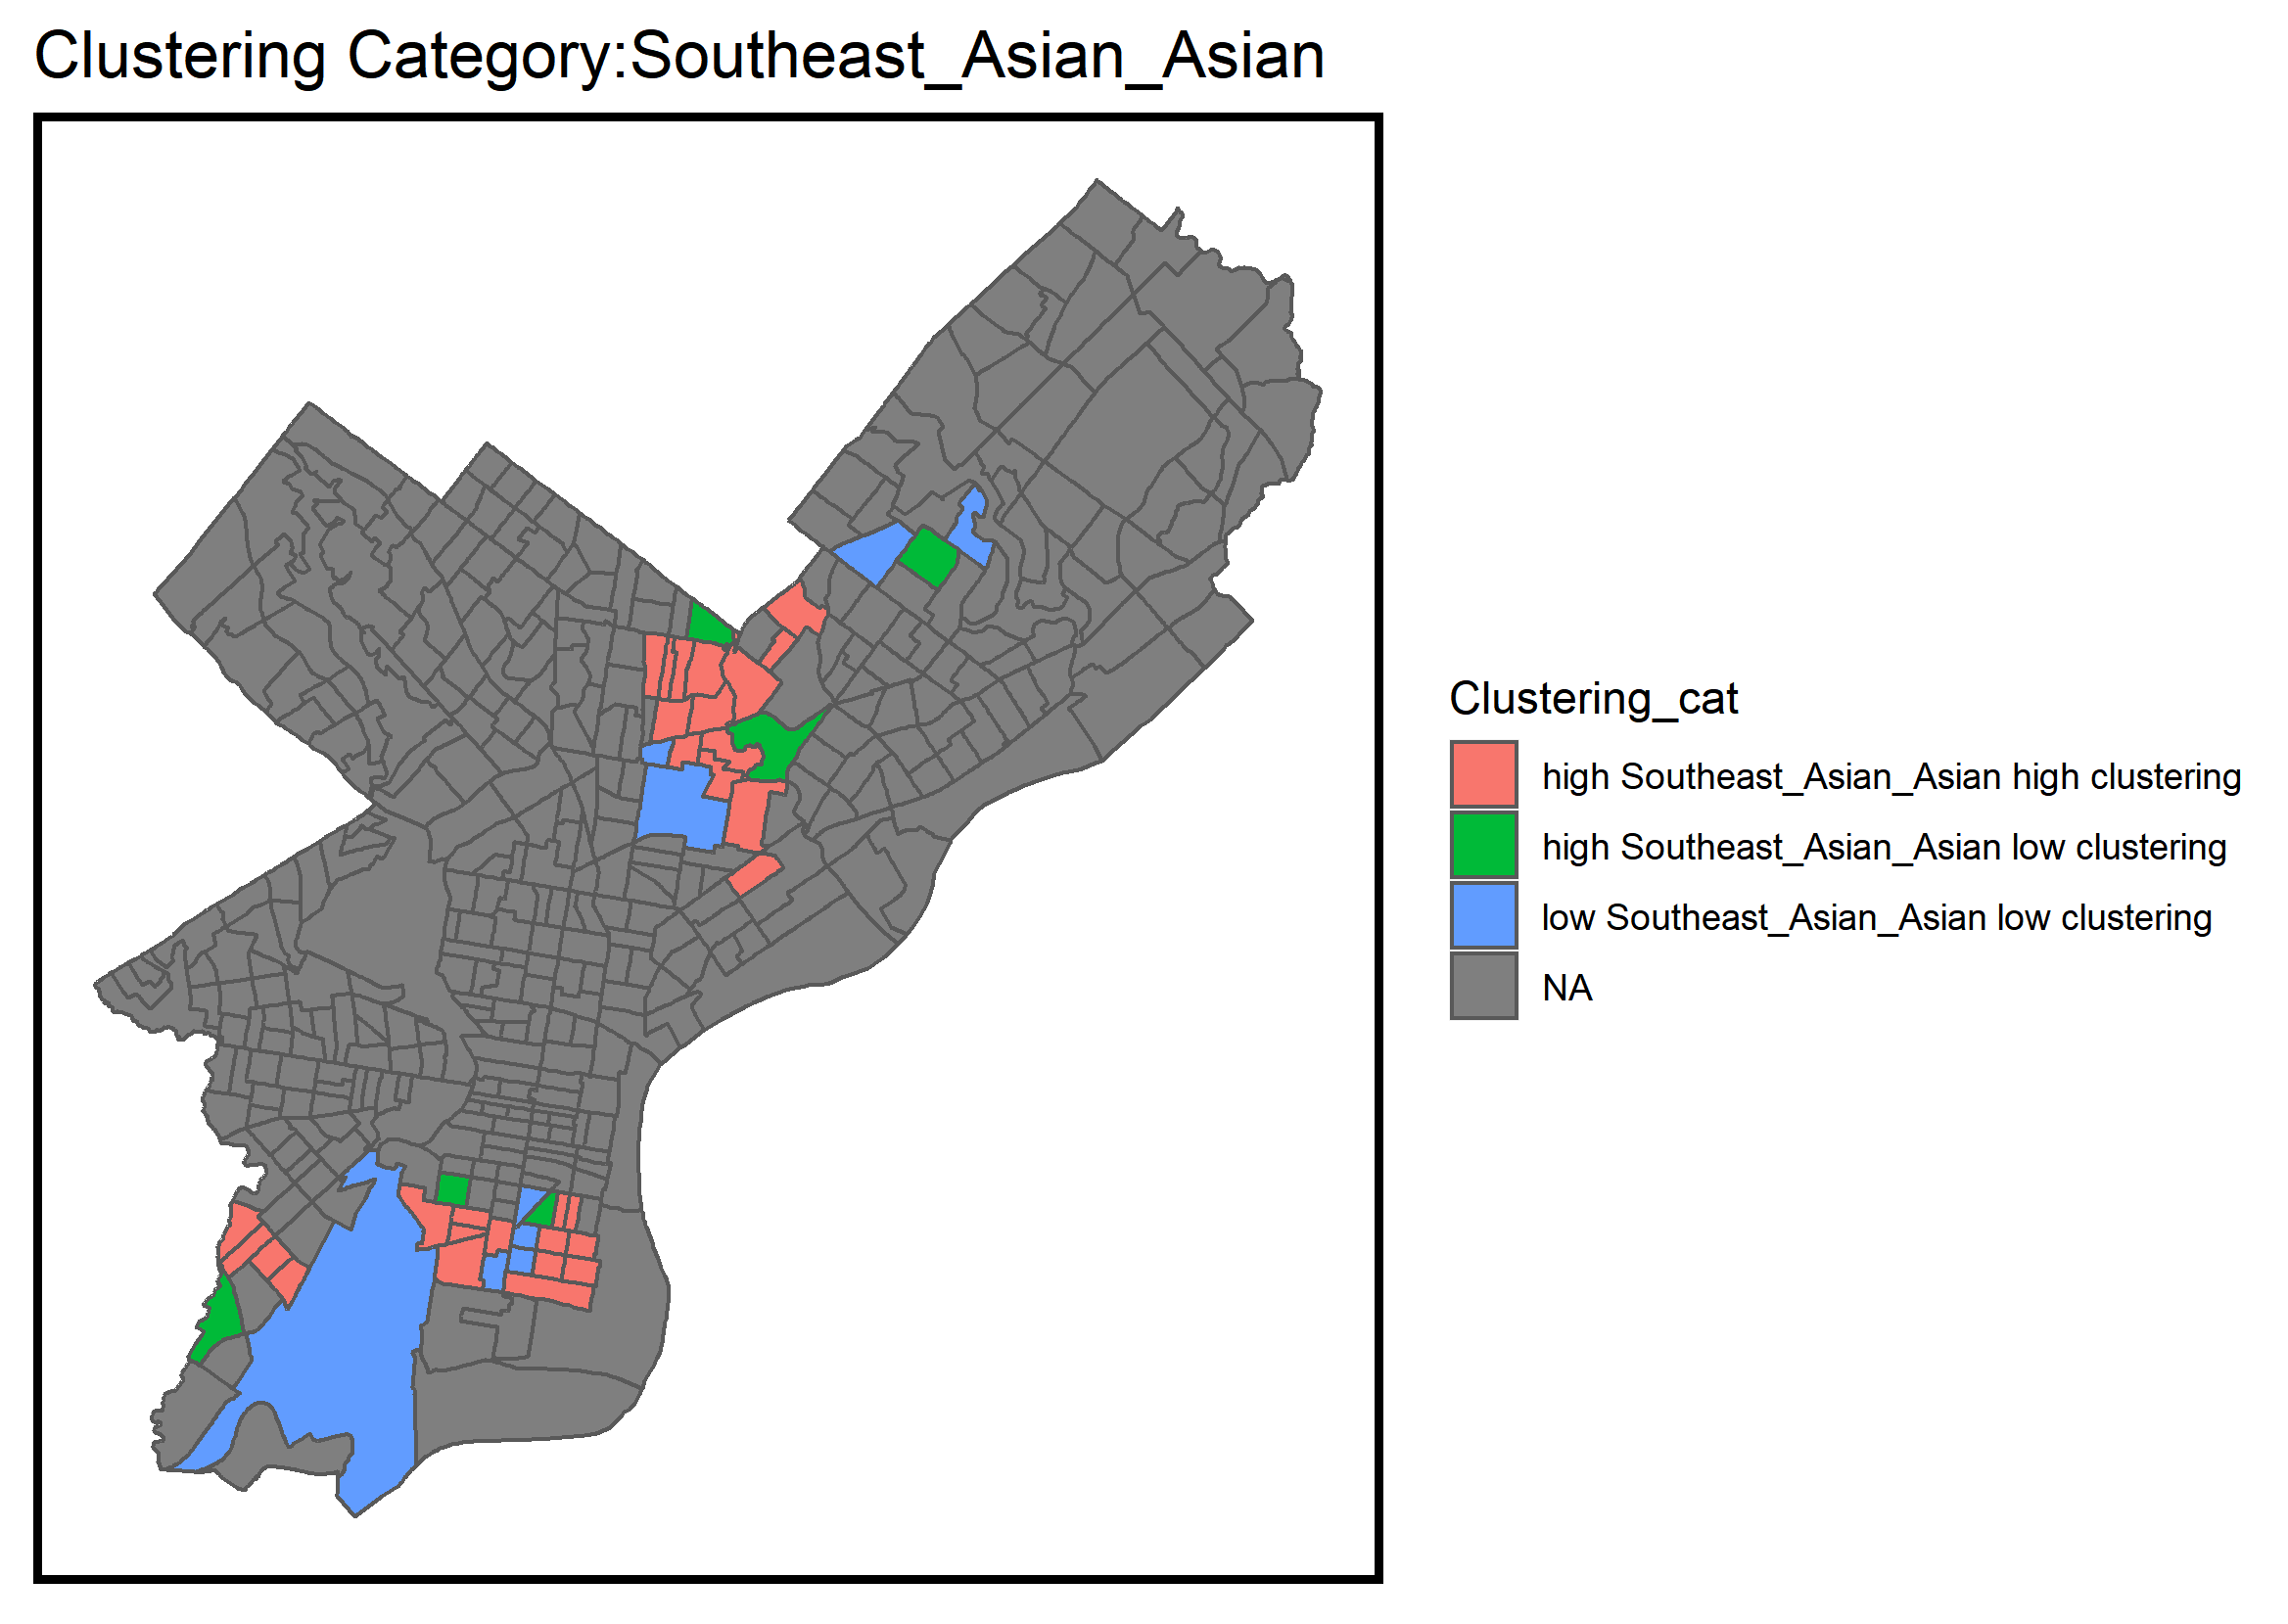 Clustering Category:Southeast_Asian_Asian
Clustering_cat
high Southeast_Asian_Asian high clustering
high Southeast_Asian_Asian low clustering
low Southeast_Asian_Asian low clustering
NA